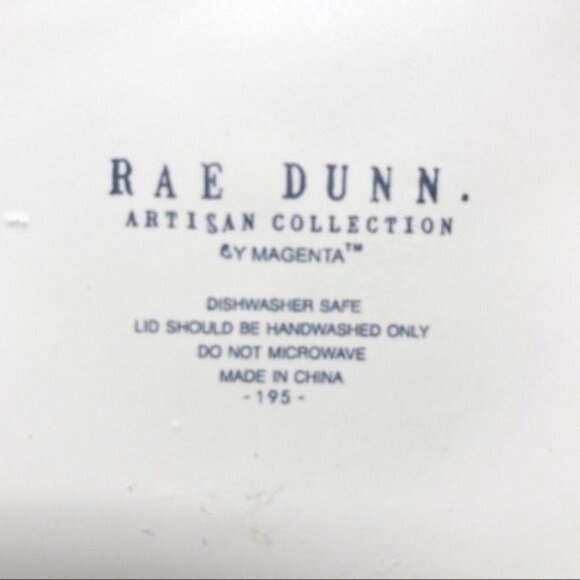 RAE DUNN.
ARTISAN COLLECTION
BY MAGENTA™
DISHWASHER SAFE
LID SHOULD BE HANDWASHED ONLY
DO NOT MICROWAVE
MADE IN CHINA
- 195 -